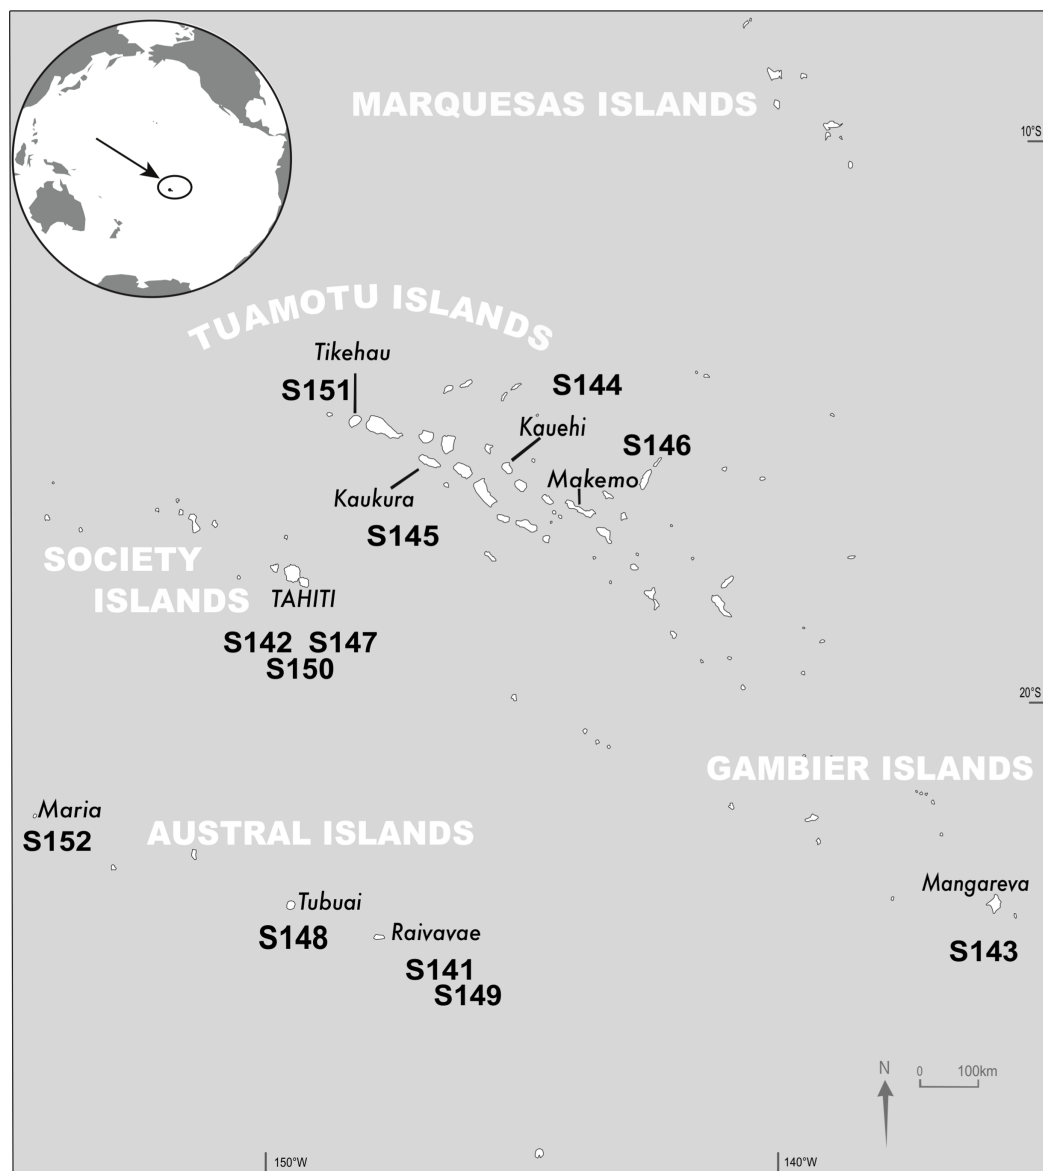 MARQUESAS ISLANDS
10°S
TUAMOTU ISLANDS
Tikehau
S151
S144
Kauehi
S146
Makemo
Kaukura
S145
SOCIETY
ISLANDS
TAHITI
S142 S147
S150
20°S
GAMBIER ISLANDS
Maria
S152
AUSTRAL ISLANDS
Mangareva
Tubuai
S148
Raivavae
S143
S141
S149
N
0 100km
150°W
140°W